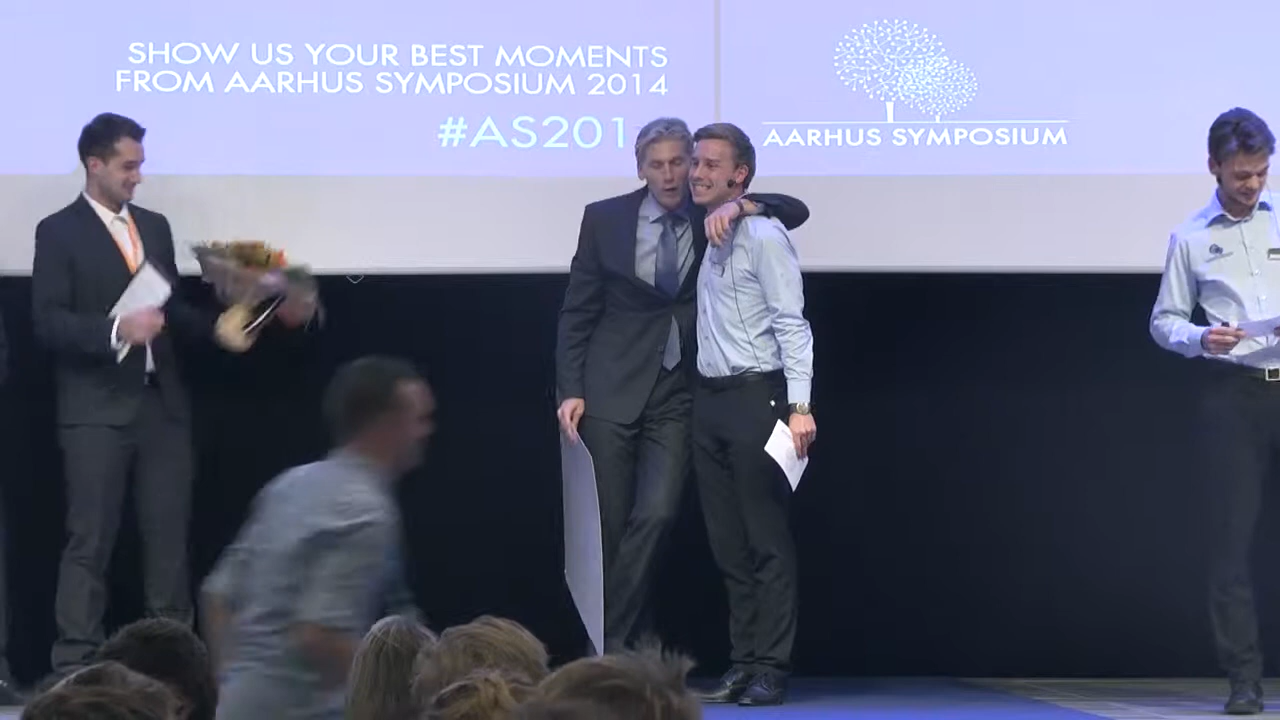 SHOW US YOUR BEST MOMENTS
FROM AARHUS SYMPOSIUM 2014
#AS201
AARHUS SYMPOSIUM